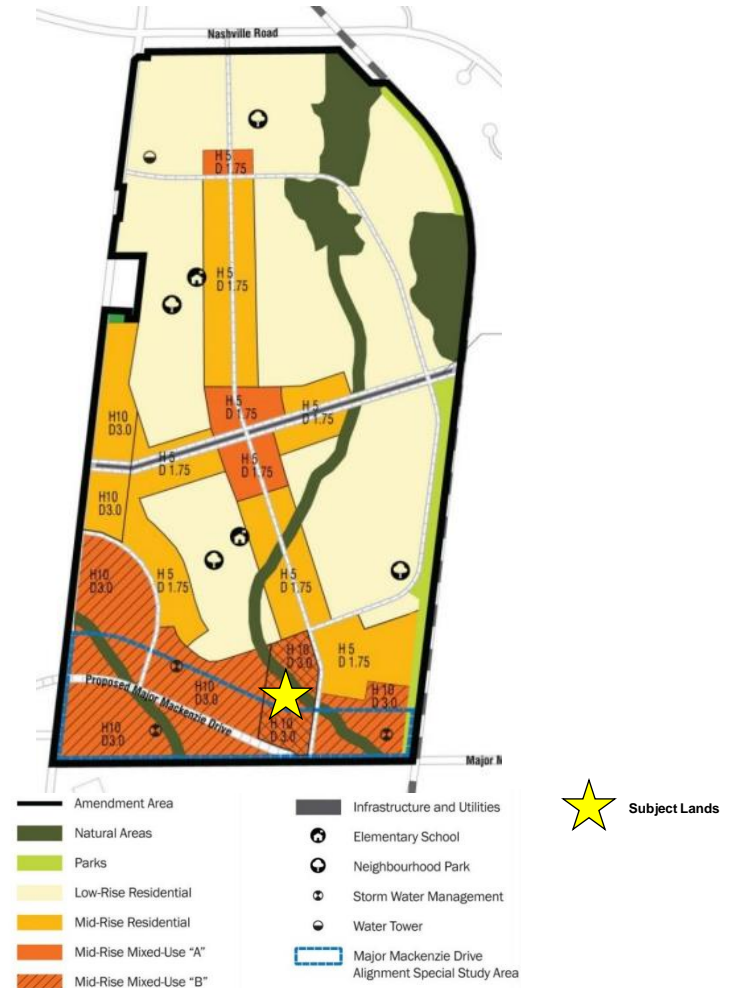 Nashville Road
H 5
D 1.75
H 5
D 1.75
H 5
D 1.75
H 5
D 1.75
H10
D3.0
H 5
D 1.75
H 5
D 1.75
H10
D3.0
H10
D3.0
H 5
D 1.75
H 5
D 1.75
H 10
D 3.0
H 5
D 1.75
H10
D3.0
H 10
D3.0
Proposed Major Mackenzie Drive
H10
D3.0
H 10
D 3.0
Major M
Amendment Area
Natural Areas
Parks
Low-Rise Residential
Mid-Rise Residential
Mid-Rise Mixed-Use "A"
Mid-Rise Mixed-Use "B"
Infrastructure and Utilities
Elementary School
Neighbourhood Park
Storm Water Management
Water Tower
Major Mackenzie Drive
Alignment Special Study Area
Subject Lands